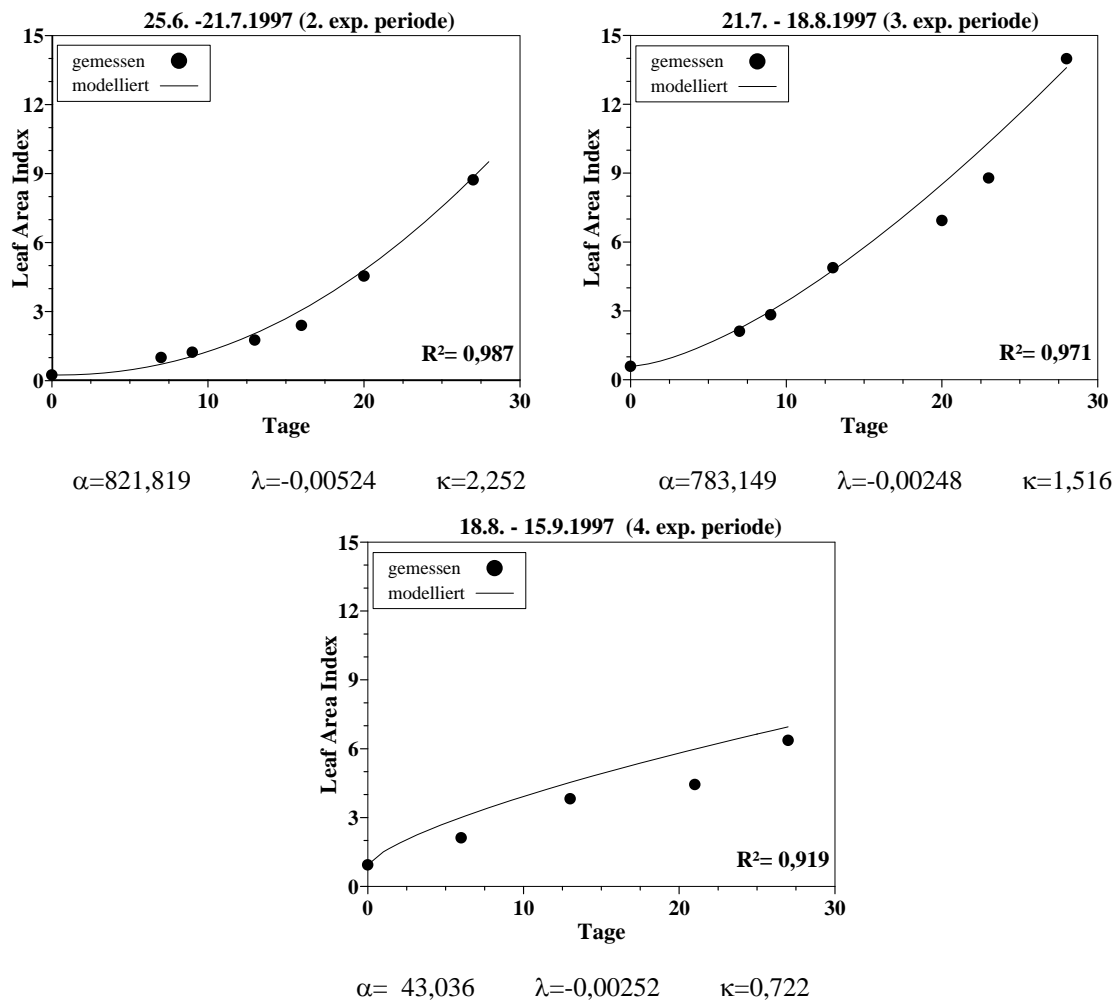 25.6. -21.7.1997 (2. exp. periode)
15
12
9
6
3
0
Leaf Area Index
gemessen
modelliert
R²= 0,987
0 10 20 30
Tage
α=821,819 λ=-0,00524 κ=2,252
21.7. - 18.8.1997 (3. exp. periode)
15
12
9
6
3
0
Leaf Area Index
gemessen
modelliert
R²= 0,971
0 10 20 30
Tage
α=783,149 λ=-0,00248 κ=1,516
18.8. - 15.9.1997 (4. exp. periode)
15
12
9
6
3
0
Leaf Area Index
gemessen
modelliert
R²= 0,919
0 10 20 30
Tage
α= 43,036 λ=-0,00252 κ=0,722